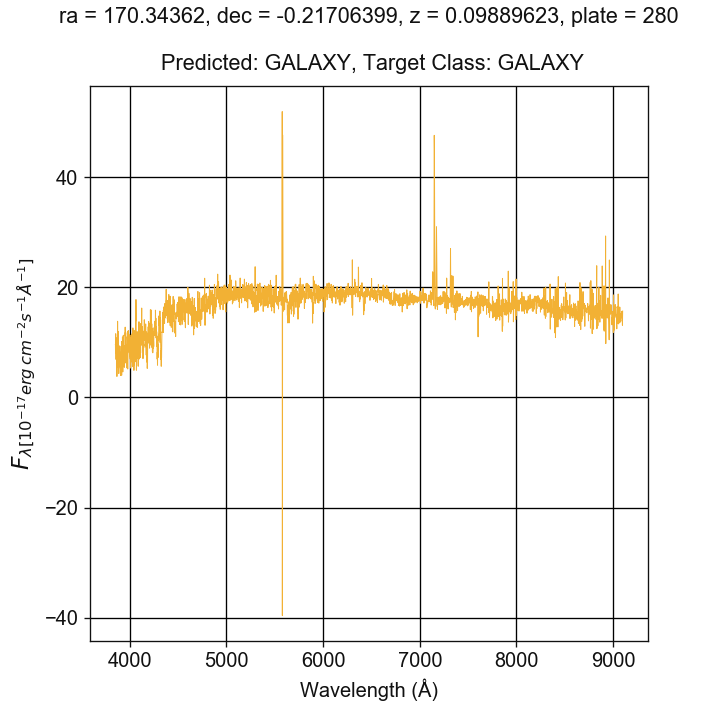 ra = 170.34362, dec = -0.21706399, z = 0.09889623, plate = 280
Predicted: GALAXY, Target Class: GALAXY
40
20
0
−20
−40
4000 5000 6000 7000 8000 9000
Wavelength (Å)
Fλ[10⁻¹⁷erg cm⁻²s⁻¹Å⁻¹]